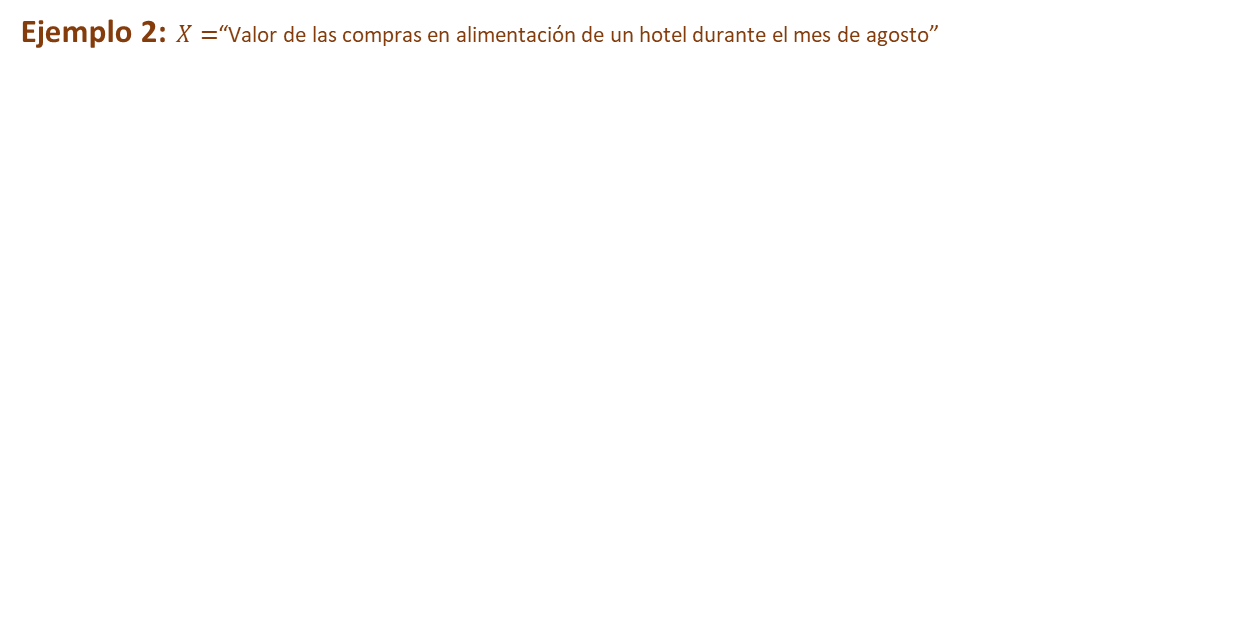 Ejemplo 2: X =“Valor de las compras en alimentación de un hotel durante el mes de agosto”